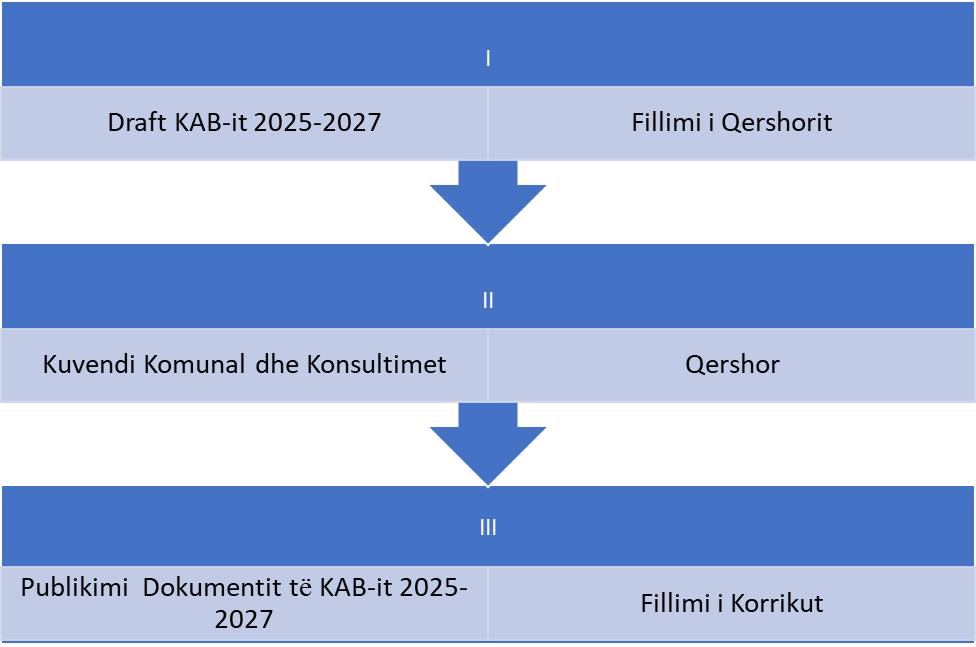 I
Draft KAB-it 2025-2027
Fillimi i Qershorit
II
Kuvendi Komunal dhe Konsultimet
Qershor
III
Publikimi Dokumentit të KAB-it 2025-
2027
Fillimi i Korrikut